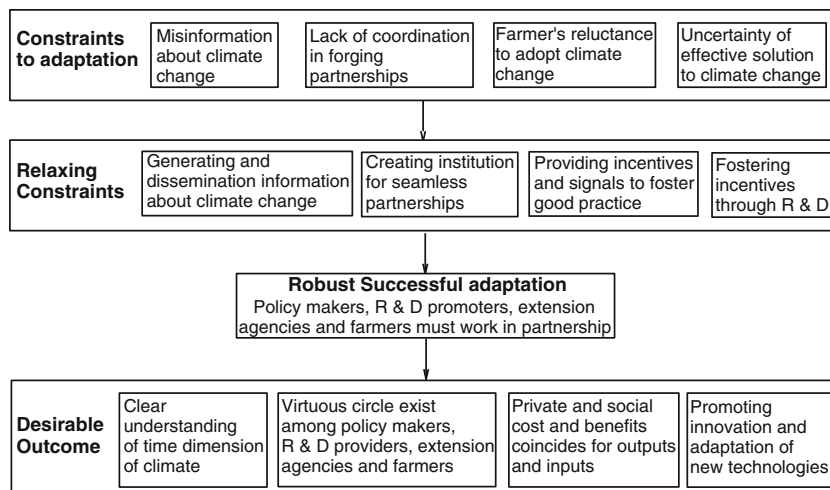 Constraints
to adaptation
Misinformation
about climate
change
Lack of coordination
in forging
partnerships
Farmer's reluctance
to adopt climate
change
Uncertainty of
effective solution
to climate change
Relaxing
Constraints
Generating and
dissemination information
about climate change
Creating institution
for seamless
partnerships
Providing incentives
and signals to foster
good practice
Fostering
incentives
through R & D
Robust Successful adaptation
Policy makers, R & D promoters, extension
agencies and farmers must work in partnership
Desirable
Outcome
Clear
understanding
of time dimension
of climate
Virtuous circle exist
among policy makers,
R & D providers, extension
agencies and farmers
Private and social
cost and benefits
coincides for outputs
and inputs
Promoting
innovation and
adaptation of
new technologies